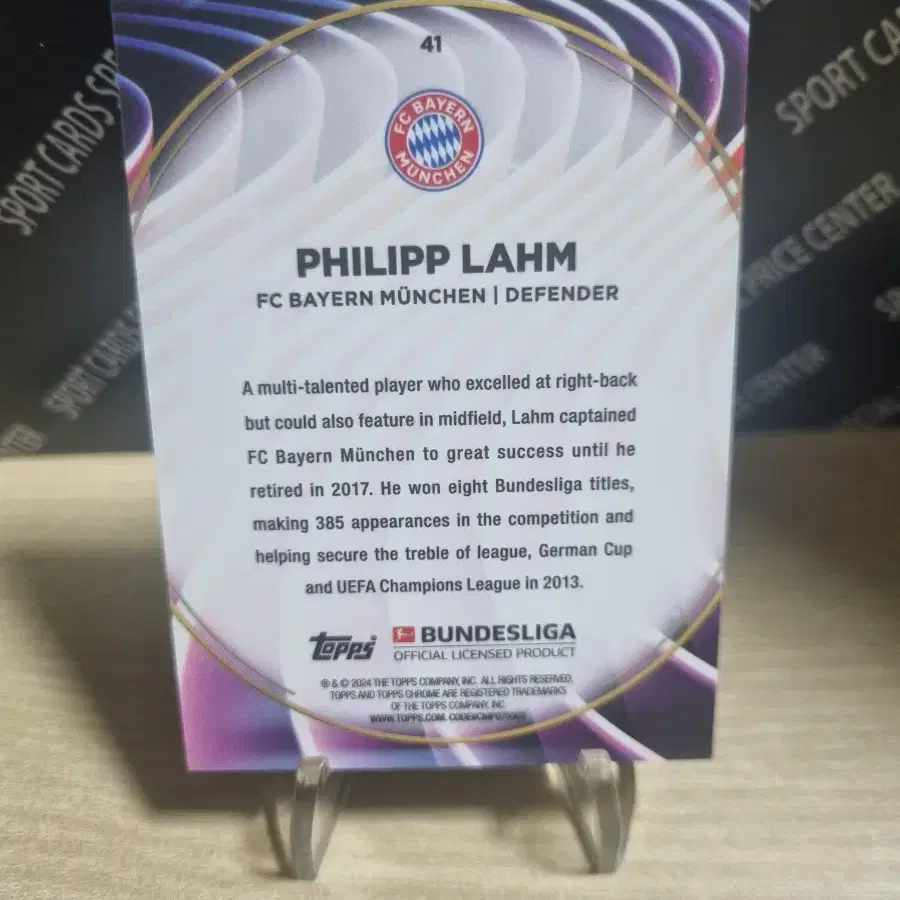 41
FC BAYERN
MÜNCHEN
PHILIPP LAHM
FC BAYERN MÜNCHEN | DEFENDER
A multi-talented player who excelled at right-back
but could also feature in midfield, Lahm captained
FC Bayern München to great success until he
retired in 2017. He won eight Bundesliga titles,
making 385 appearances in the competition and
helping secure the treble of league, German Cup
and UEFA Champions League in 2013.
topps
BUNDESLIGA
OFFICIAL LICENSED PRODUCT
® & © 2024 THE TOPPS COMPANY, INC. ALL RIGHTS RESERVED.
TOPPS AND TOPPS CHROME ARE REGISTERED TRADEMARKS
OF THE TOPPS COMPANY, INC.
WWW.TOPPS.COM.
SPORT CARDS
SPORT CA
PRICE CENTER
SPORT CARDS
CENTER